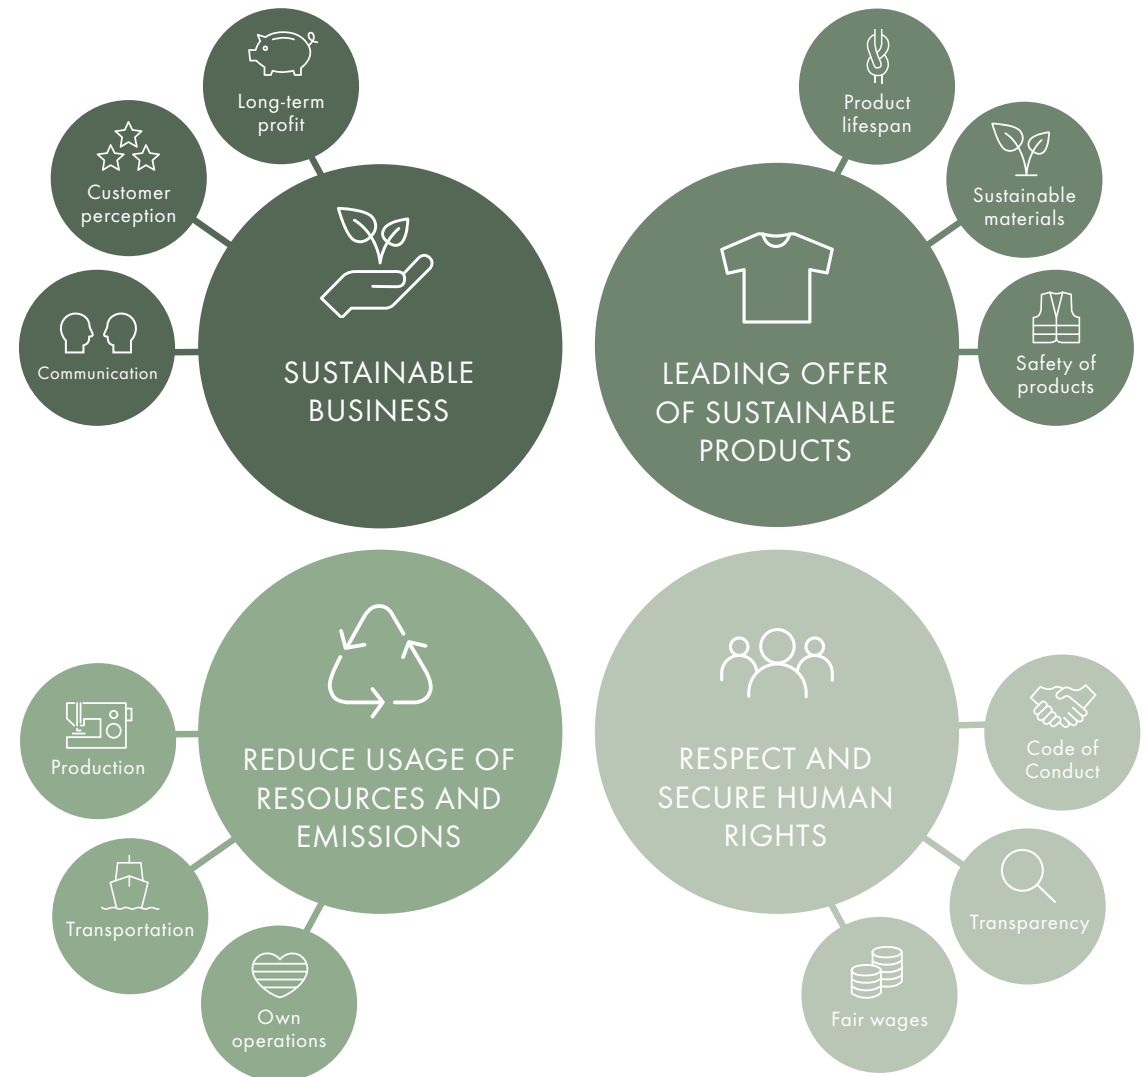 Long-term
profit
Customer
perception
Communication
SUSTAINABLE
BUSINESS
Product
lifespan
Sustainable
materials
Safety of
products
LEADING OFFER
OF SUSTAINABLE
PRODUCTS
REDUCE USAGE OF
RESOURCES AND
EMISSIONS
Production
Transportation
Own
operations
RESPECT AND
SECURE HUMAN
RIGHTS
Code of
Conduct
Transparency
Fair wages